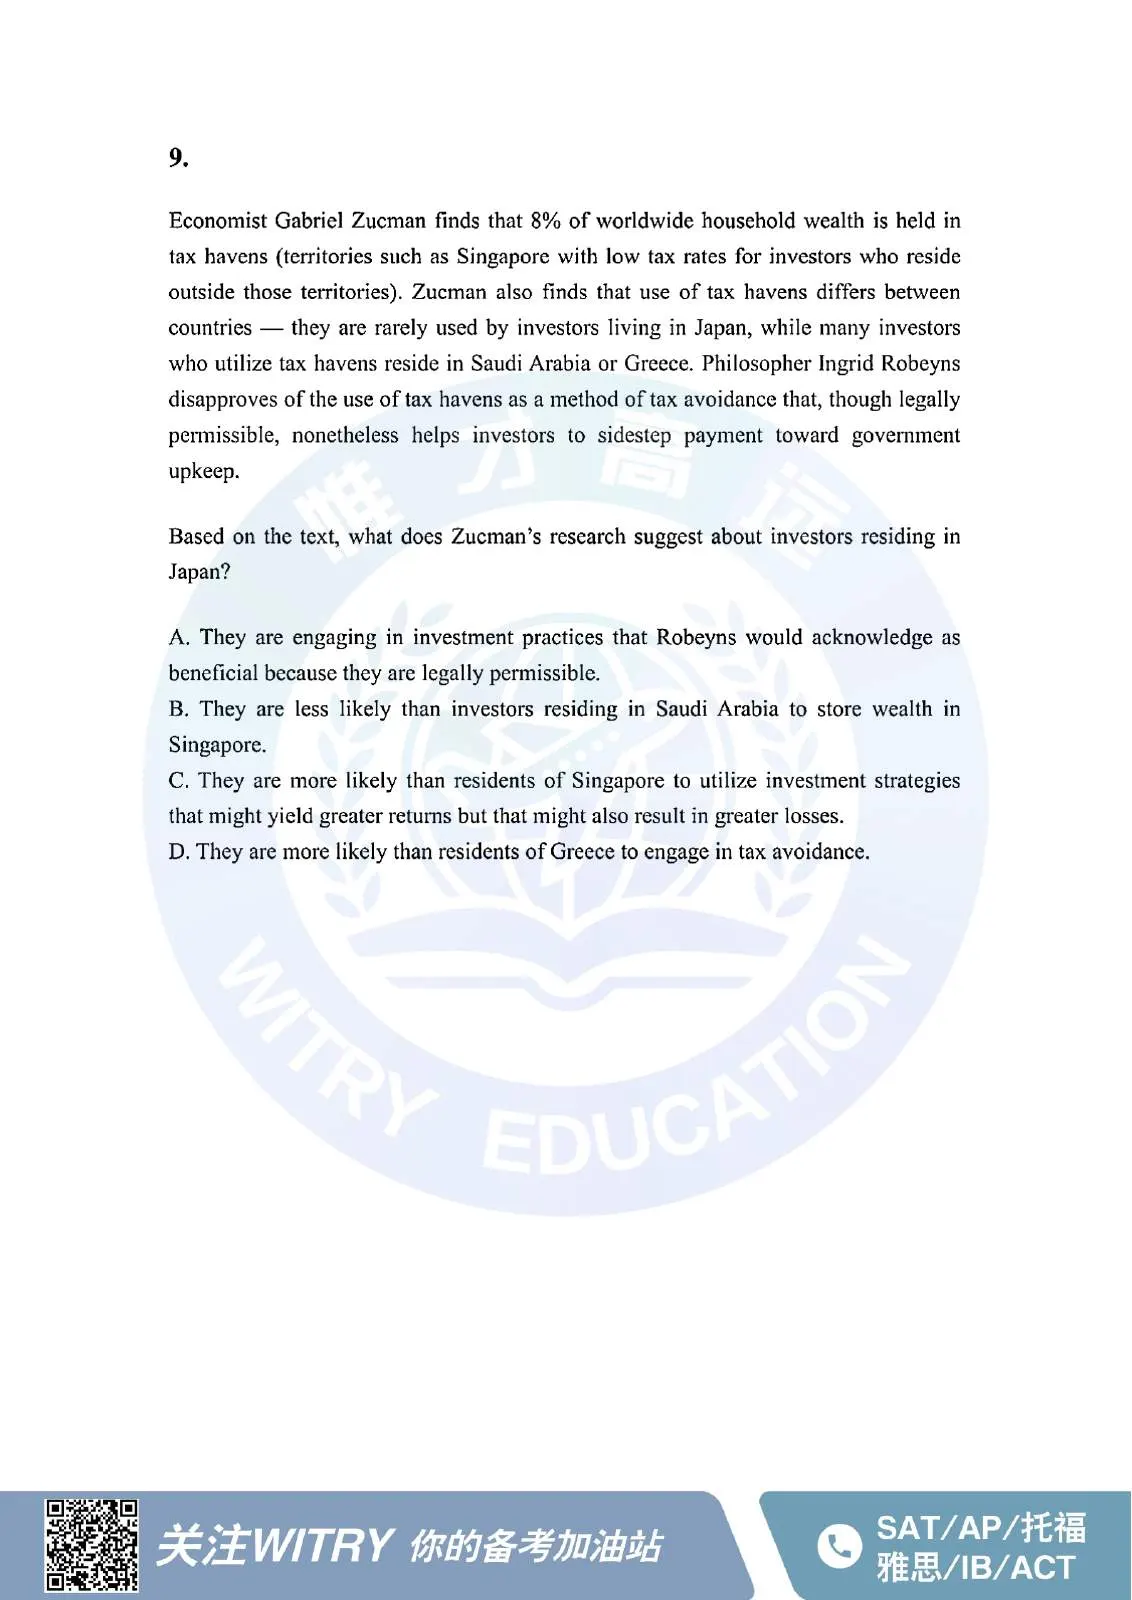 9.
Economist Gabriel Zucman finds that 8% of worldwide household wealth is held in
tax havens (territories such as Singapore with low tax rates for investors who reside
outside those territories). Zucman also finds that use of tax havens differs between
countries — they are rarely used by investors living in Japan, while many investors
who utilize tax havens reside in Saudi Arabia or Greece. Philosopher Ingrid Robeyns
disapproves of the use of tax havens as a method of tax avoidance that, though legally
permissible, nonetheless helps investors to sidestep payment toward government
upkeep.
Based on the text, what does Zucman's research suggest about investors residing in
Japan?
A. They are engaging in investment practices that Robeyns would acknowledge as
beneficial because they are legally permissible.
B. They are less likely than investors residing in Saudi Arabia to store wealth in
Singapore.
C. They are more likely than residents of Singapore to utilize investment strategies
that might yield greater returns but that might also result in greater losses.
D. They are more likely than residents of Greece to engage in tax avoidance.
惟才高远
WITRY EDUCATION
关注WITRY 你的备考加油站
SAT/AP/托福
雅思/IB/ACT